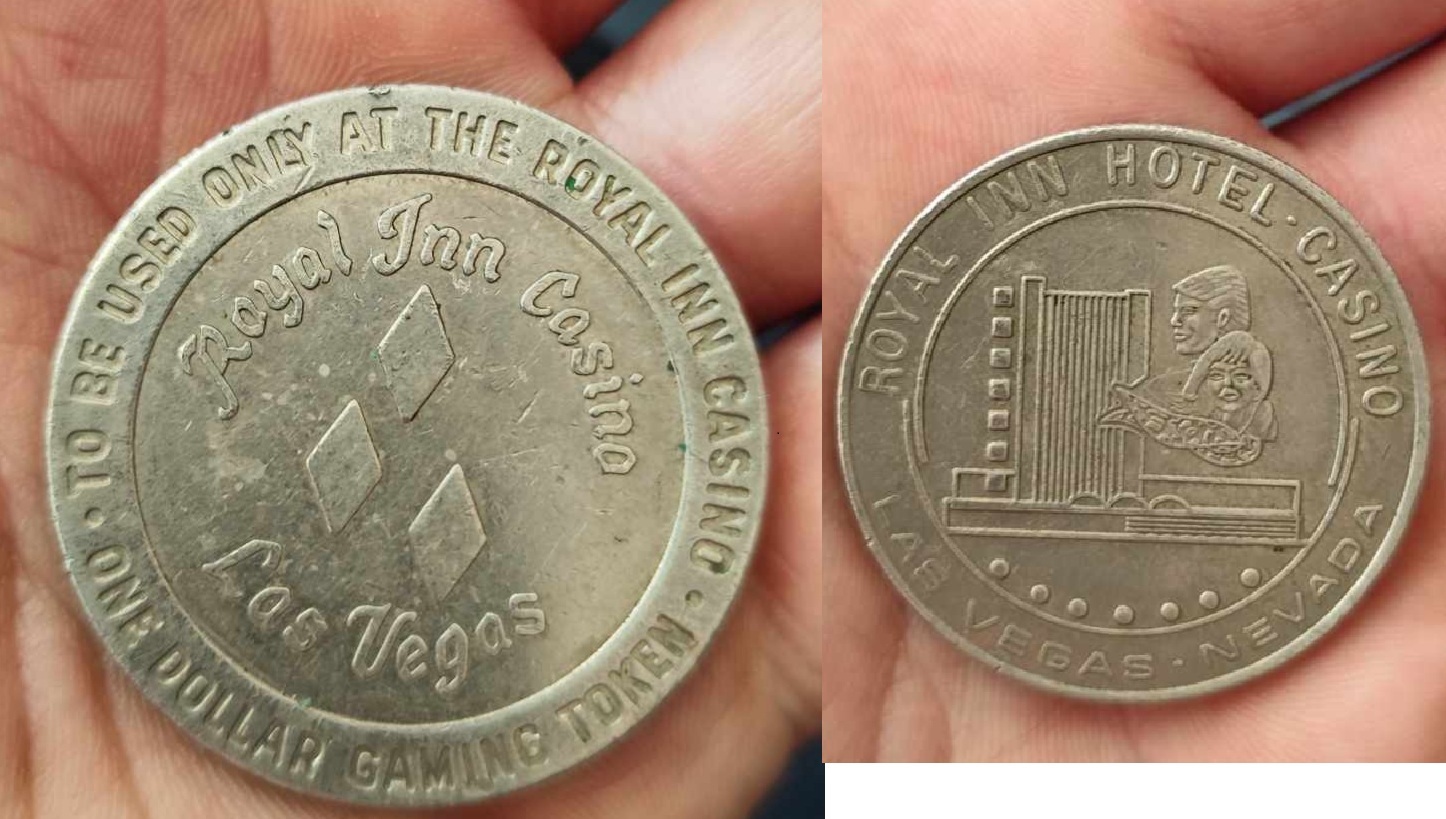 · TO BE USED ONLY AT THE ROYAL INN CASINO ·
ONE DOLLAR GAMING TOKEN
Royal Inn Casino
Las Vegas
ROYAL INN HOTEL · CASINO
LAS VEGAS · NEVADA